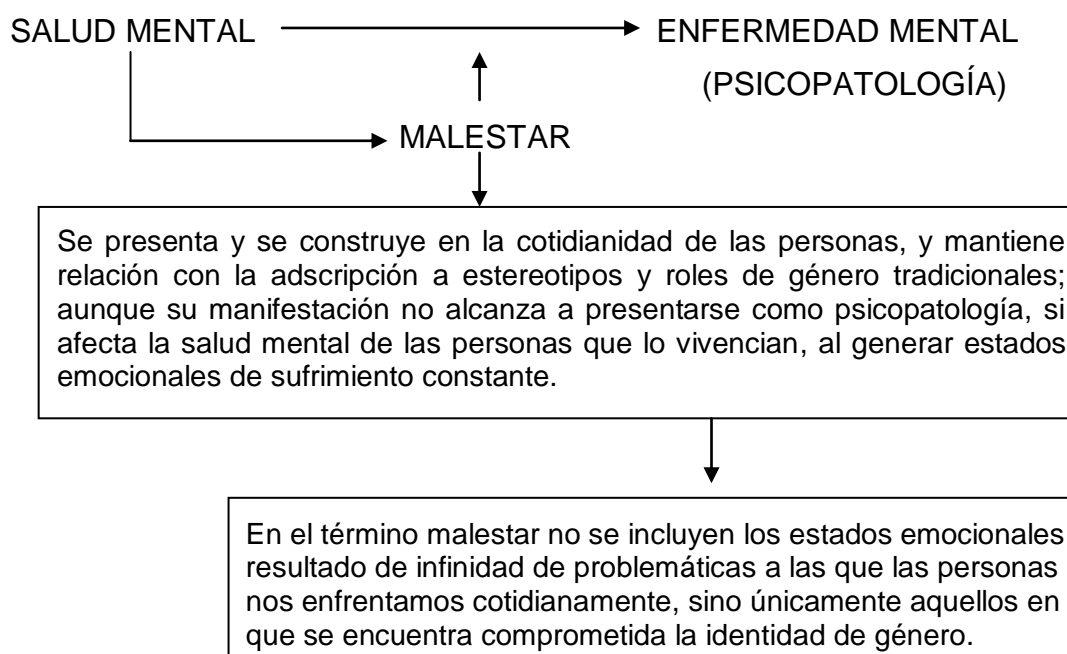 SALUD MENTAL ENFERMEDAD MENTAL
(PSICOPATOLOGÍA)
MALESTAR
Se presenta y se construye en la cotidianidad de las personas, y mantiene
relación con la adscripción a estereotipos y roles de género tradicionales;
aunque su manifestación no alcanza a presentarse como psicopatología, si
afecta la salud mental de las personas que lo vivencian, al generar estados
emocionales de sufrimiento constante.
En el término malestar no se incluyen los estados emocionales
resultado de infinidad de problemáticas a las que las personas
nos enfrentamos cotidianamente, sino únicamente aquellos en
que se encuentra comprometida la identidad de género.